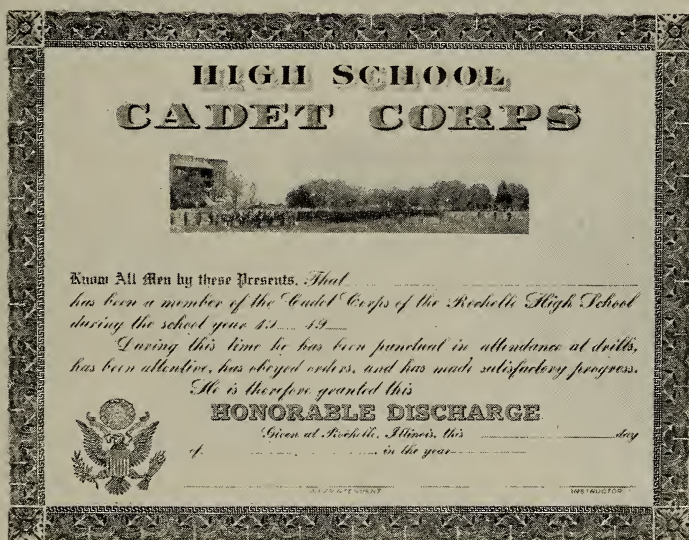 HIGH SCHOOL
CADET CORPS
Know All Men by these Presents, That
has been a member of the Cadet Corps of the Rochelle High School
during the school year 19 19
During this time he has been punctual in attendance at drills,
has been attentive, has obeyed orders, and has made satisfactory progress.
He is therefore granted this
HONORABLE DISCHARGE
Given at Rochelle, Illinois, this day
of in the year
SUPERINTENDENT INSTRUCTOR